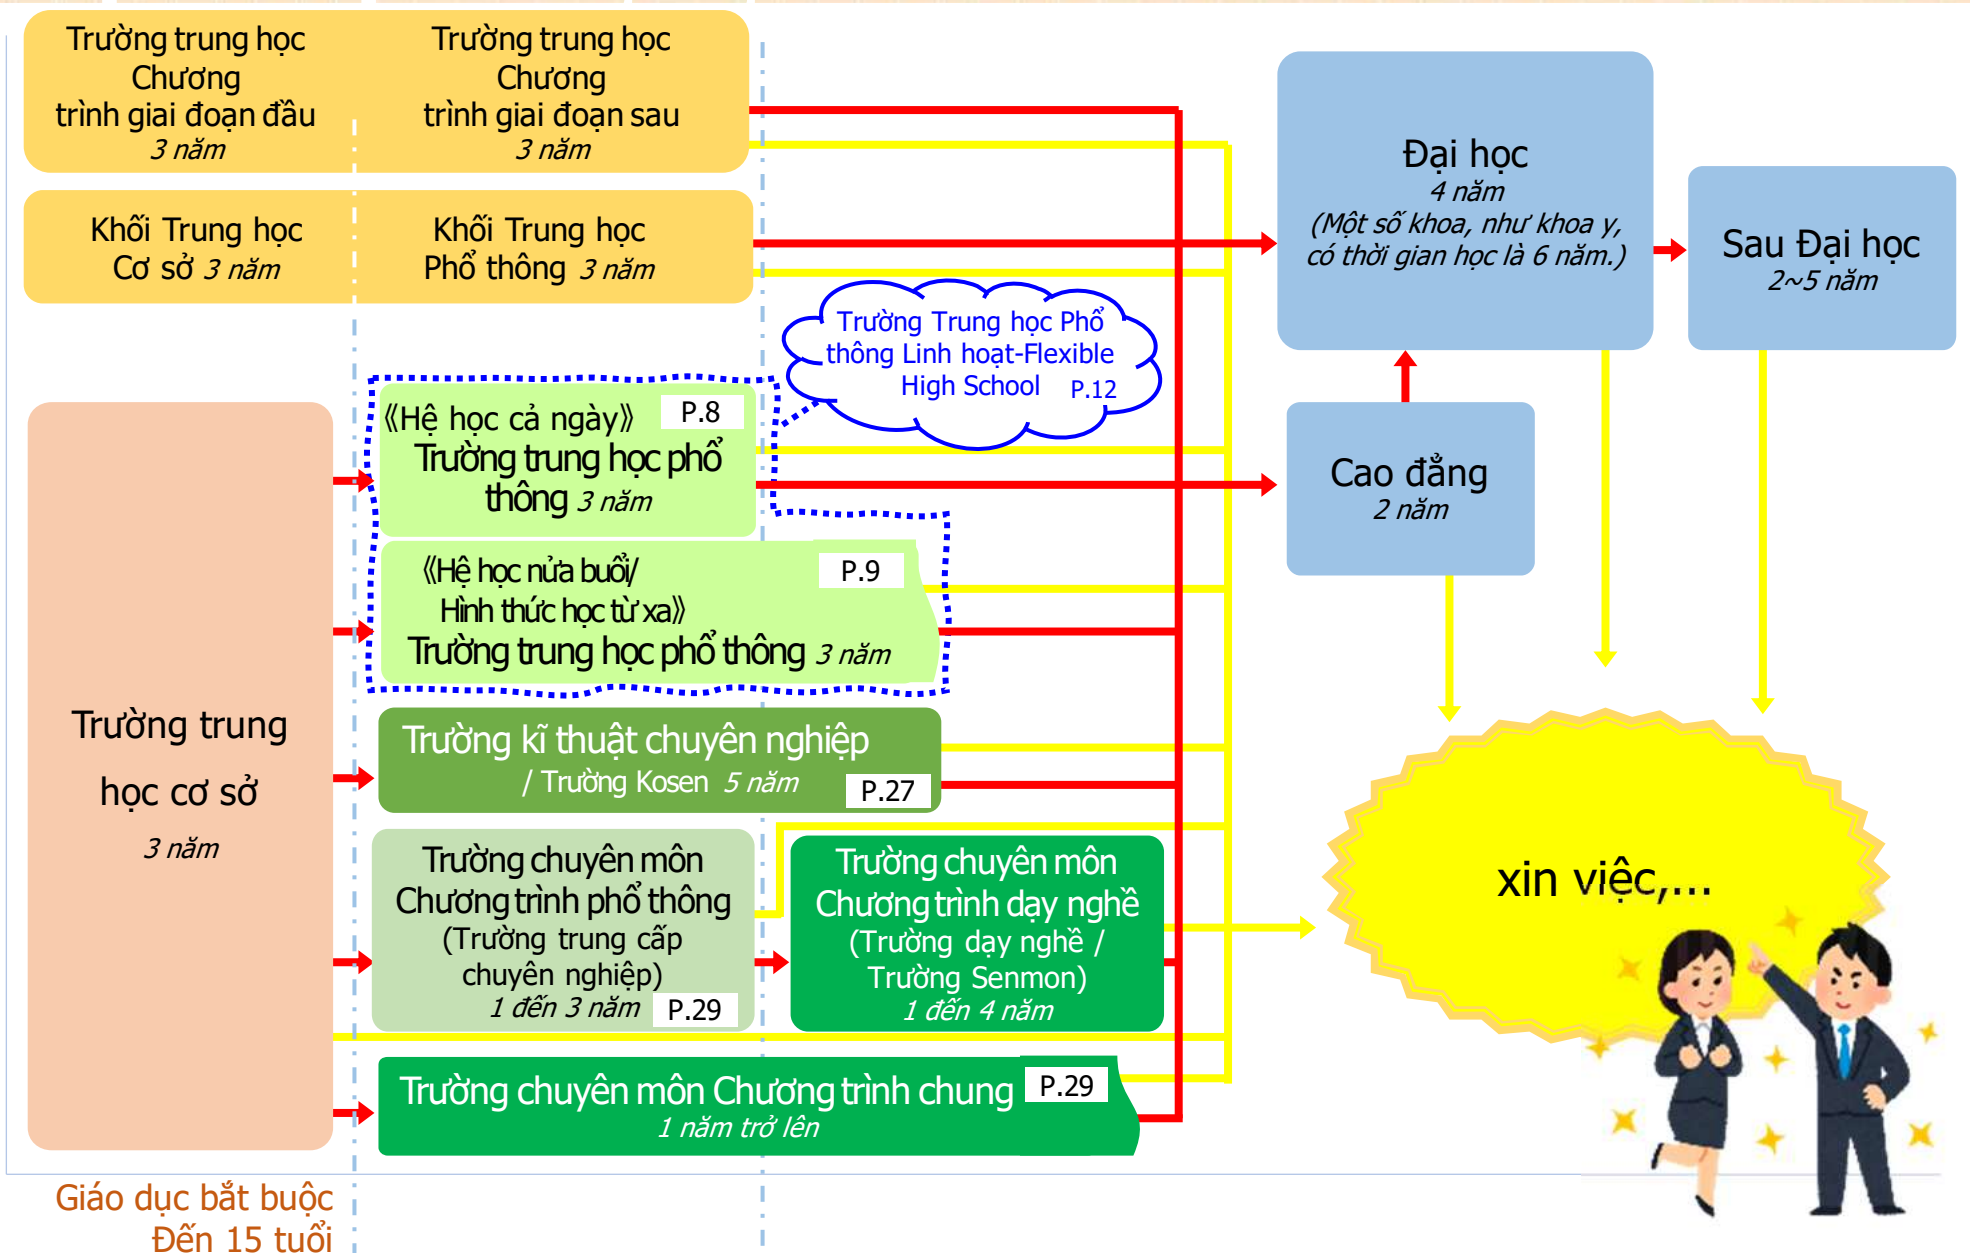 Trường trung học
Chương
trình giai đoạn đầu
3 năm
Trường trung học
Chương
trình giai đoạn sau
3 năm
Khối Trung học
Cơ sở 3 năm
Khối Trung học
Phổ thông 3 năm
Đại học
4 năm
(Một số khoa, như khoa y,
có thời gian học là 6 năm.)
Sau Đại học
2~5 năm
Trường Trung học Phổ
thông Linh hoạt-Flexible
High School P.12
《Hệ học cả ngày》 P.8
Trường trung học phổ
thông 3 năm
Cao đẳng
2 năm
《Hệ học nửa buổi/ P.9
Hình thức học từ xa》
Trường trung học phổ thông 3 năm
Trường trung
học cơ sở
3 năm
Trường kĩ thuật chuyên nghiệp
/ Trường Kosen 5 năm P.27
Trường chuyên môn
Chương trình phổ thông
(Trường trung cấp
chuyên nghiệp)
1 đến 3 năm P.29
Trường chuyên môn
Chương trình dạy nghề
(Trường dạy nghề /
Trường Senmon)
1 đến 4 năm
xin việc,...
Trường chuyên môn Chương trình chung P.29
1 năm trở lên
Giáo dục bắt buộc
Đến 15 tuổi